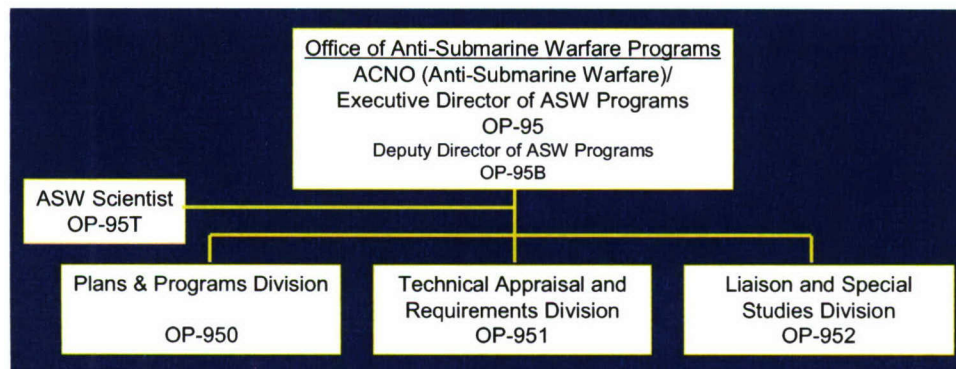 Office of Anti-Submarine Warfare Programs
ACNO (Anti-Submarine Warfare)/
Executive Director of ASW Programs
OP-95
Deputy Director of ASW Programs
OP-95B
ASW Scientist
OP-95T
Plans & Programs Division
OP-950
Technical Appraisal and
Requirements Division
OP-951
Liaison and Special
Studies Division
OP-952